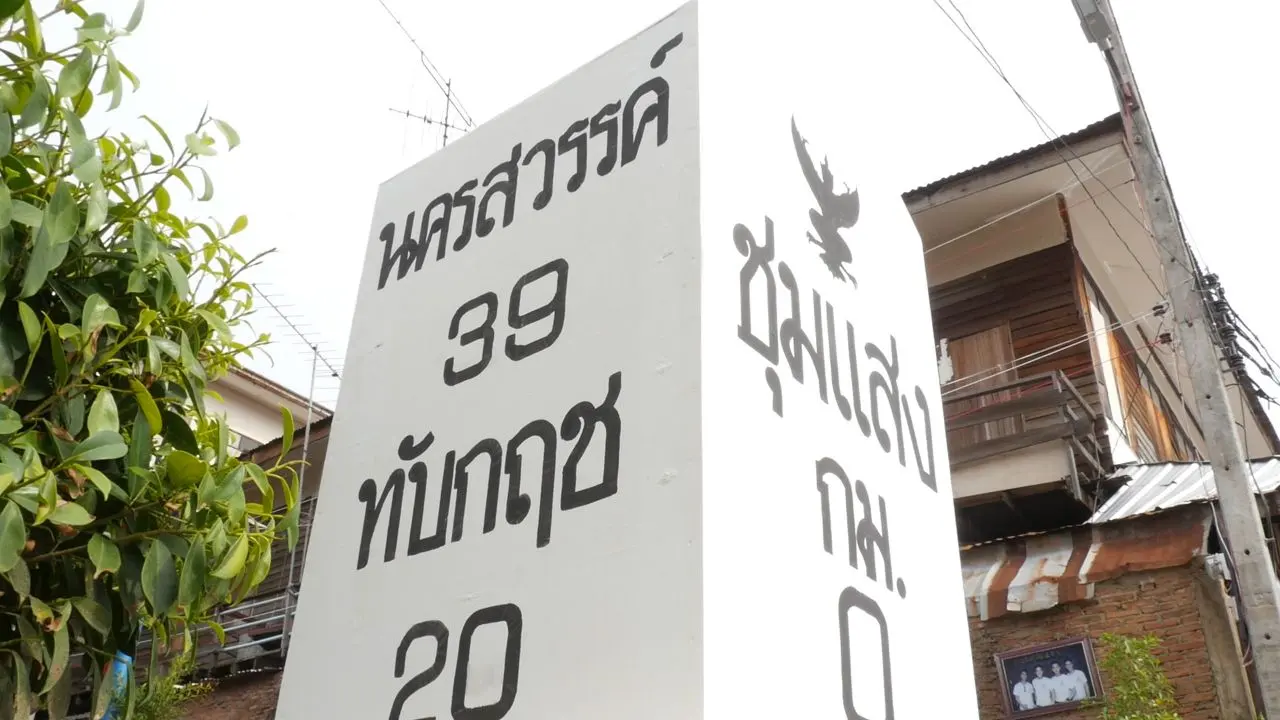 นครสวรรค์
39
ทับกฤช
20
ชุมแสง
กม.
0